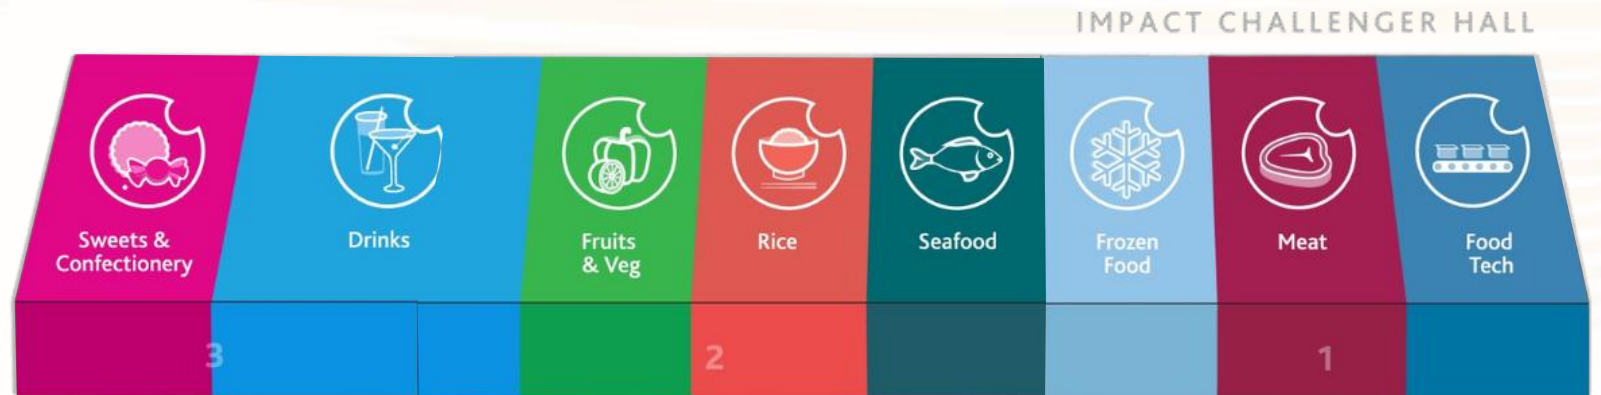 IMPACT CHALLENGER HALL
Sweets &
Confectionery
Drinks
Fruits
& Veg
Rice
Seafood
Frozen
Food
Meat
Food
Tech
3
2
1